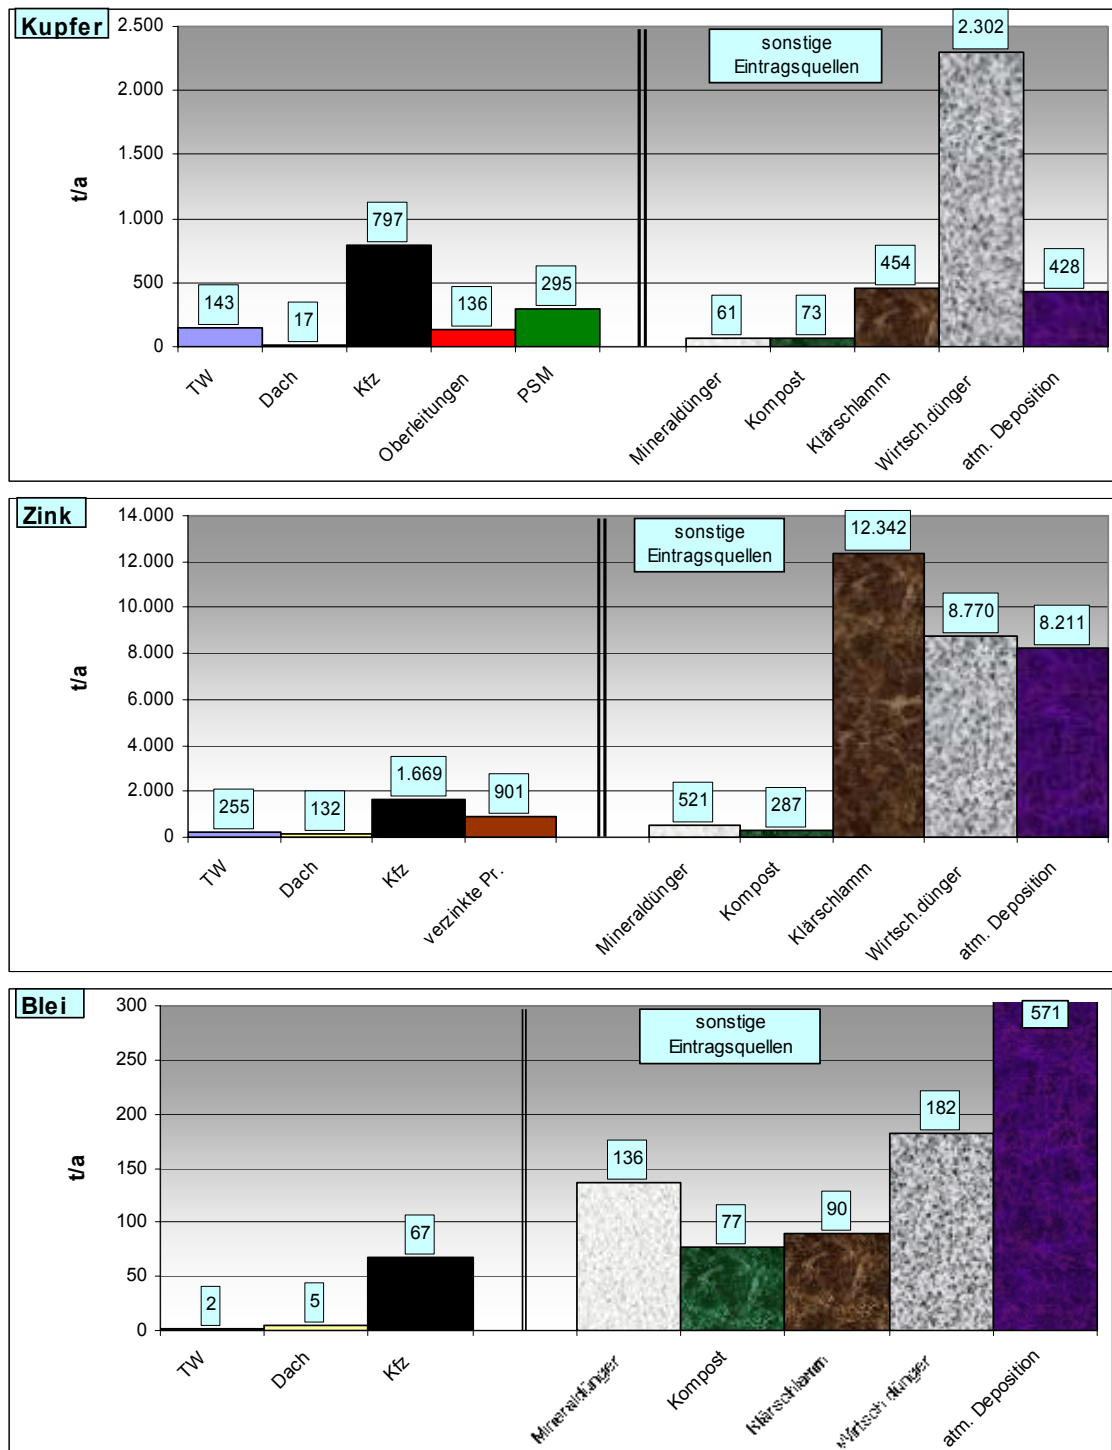 Kupfer
sonstige
Eintragsquellen
2.302
2.500
2.000
1.500
1.000
500
0
t/a
143
17
797
136
295
61
73
454
428
TW
Dach
Kfz
Oberleitungen
PSM
Mineraldünger
Kompost
Klärschlamm
Wirtsch.dünger
atm. Deposition
Zink
sonstige
Eintragsquellen
14.000
12.000
10.000
8.000
6.000
4.000
2.000
0
t/a
255
132
1.669
901
521
287
12.342
8.770
8.211
TW
Dach
Kfz
verzinkte Pr.
Mineraldünger
Kompost
Klärschlamm
Wirtsch.dünger
atm. Deposition
Blei
sonstige
Eintragsquellen
300
250
200
150
100
50
0
t/a
2
5
67
136
77
90
182
571
TW
Dach
Kfz
Mineraldünger
Kompost
Klärschlamm
Wirtsch.dünger
atm. Deposition